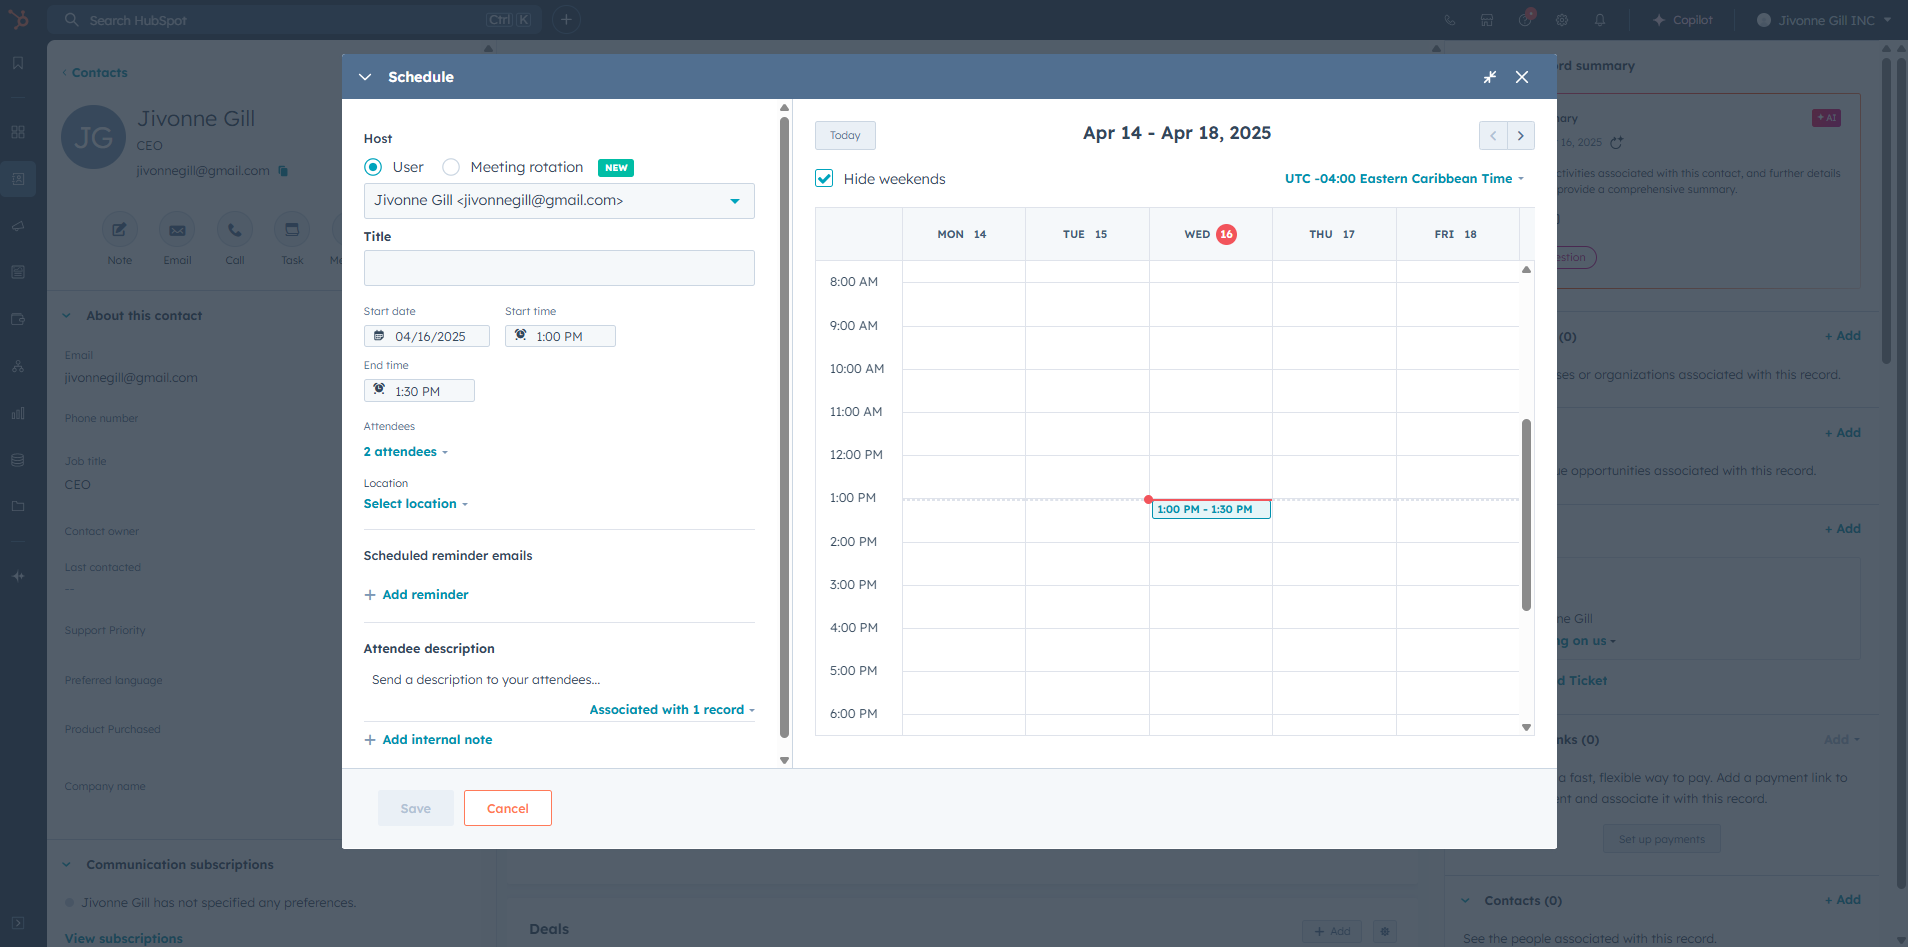 Search HubSpot
Ctrl K
Copilot
Jivonne Gill INC
Contacts
JG
Jivonne Gill
CEO
jivonnegill@gmail.com
Note
Email
Call
Task
About this contact
Email
jivonnegill@gmail.com
Phone number
Job title
CEO
Contact owner
Last contacted
--
Support Priority
Preferred language
Product Purchased
Company name
Communication subscriptions
Jivonne Gill has not specified any preferences.
View subscriptions
Schedule
Host
User
Meeting rotation
NEW
Jivonne Gill <jivonnegill@gmail.com>
Title
Start date
Start time
04/16/2025
1:00 PM
End time
1:30 PM
Attendees
2 attendees
Location
Select location
Scheduled reminder emails
+ Add reminder
Attendee description
Send a description to your attendees...
Associated with 1 record
+ Add internal note
Save
Cancel
Today
Apr 14 - Apr 18, 2025
Hide weekends
UTC -04:00 Eastern Caribbean Time
MON 14
TUE 15
WED 16
THU 17
FRI 18
8:00 AM
9:00 AM
10:00 AM
11:00 AM
12:00 PM
1:00 PM
1:00 PM - 1:30 PM
2:00 PM
3:00 PM
4:00 PM
5:00 PM
6:00 PM
Deals
+ Add
rd summary
AI
16, 2025
ctivities associated with this contact, and further details
provide a comprehensive summary.
estion
(0)
+ Add
ses or organizations associated with this record.
+ Add
ue opportunities associated with this record.
+ Add
ne Gill
ng on us
d Ticket
nks (0)
Add
a fast, flexible way to pay. Add a payment link to
ent and associate it with this record.
Set up payments
Contacts (0)
+ Add
See the people associated with this record.